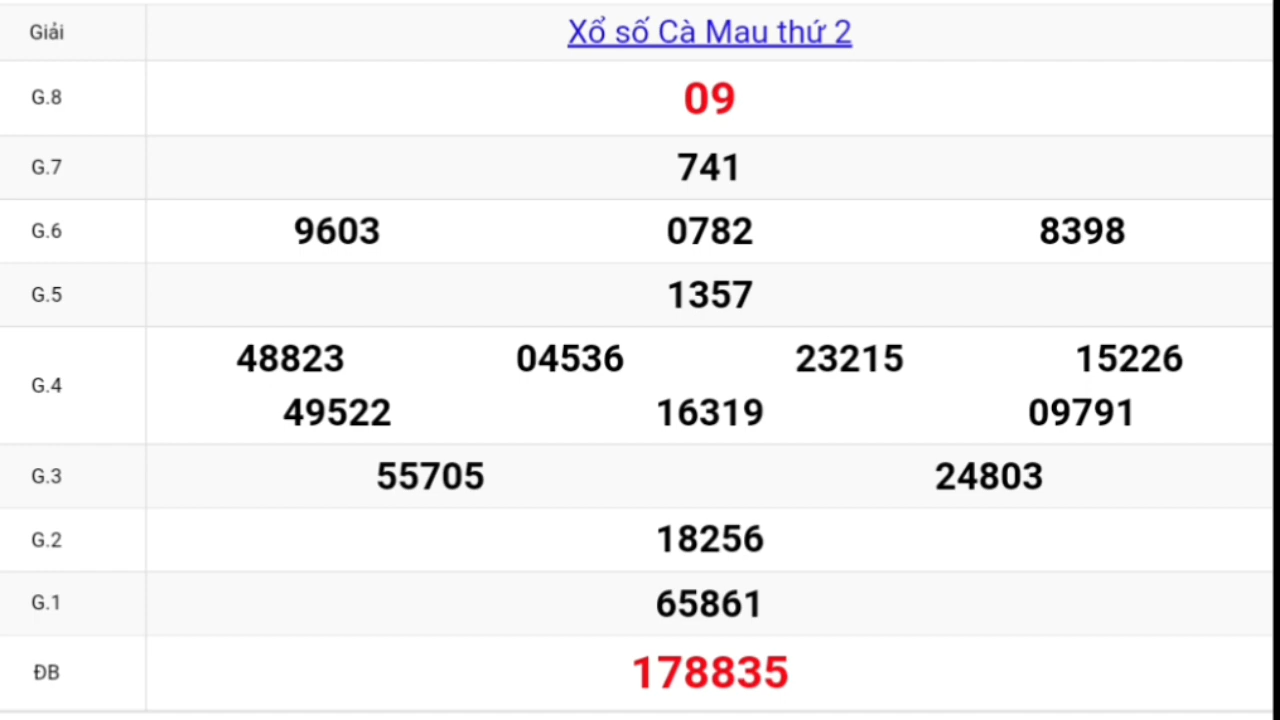 Giải Xổ số Cà Mau thứ 2
G.8 09
G.7 741
G.6 9603 0782 8398
G.5 1357
G.4 48823 04536 23215 15226
49522 16319 09791
G.3 55705 24803
G.2 18256
G.1 65861
ĐB 178835